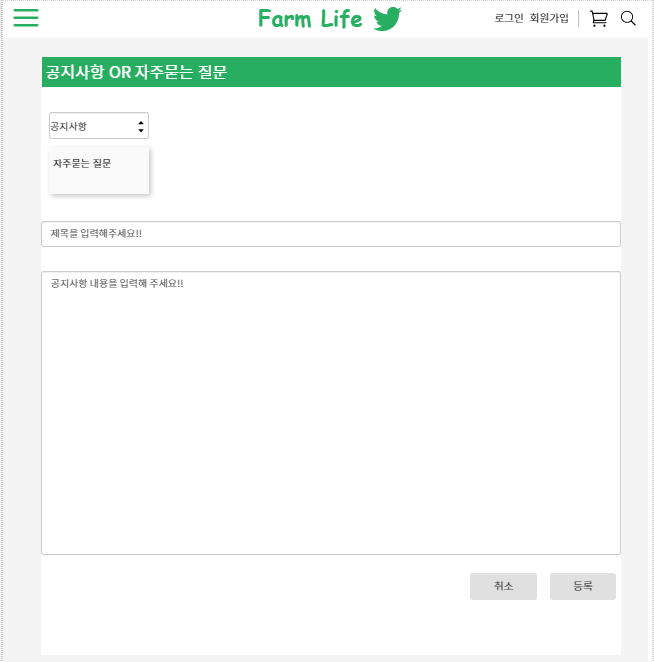 Farm Life
로그인 회원가입
공지사항 OR 자주묻는 질문
공지사항
자주묻는 질문
제목을 입력해주세요!!
공지사항 내용을 입력해 주세요!!
취소
등록